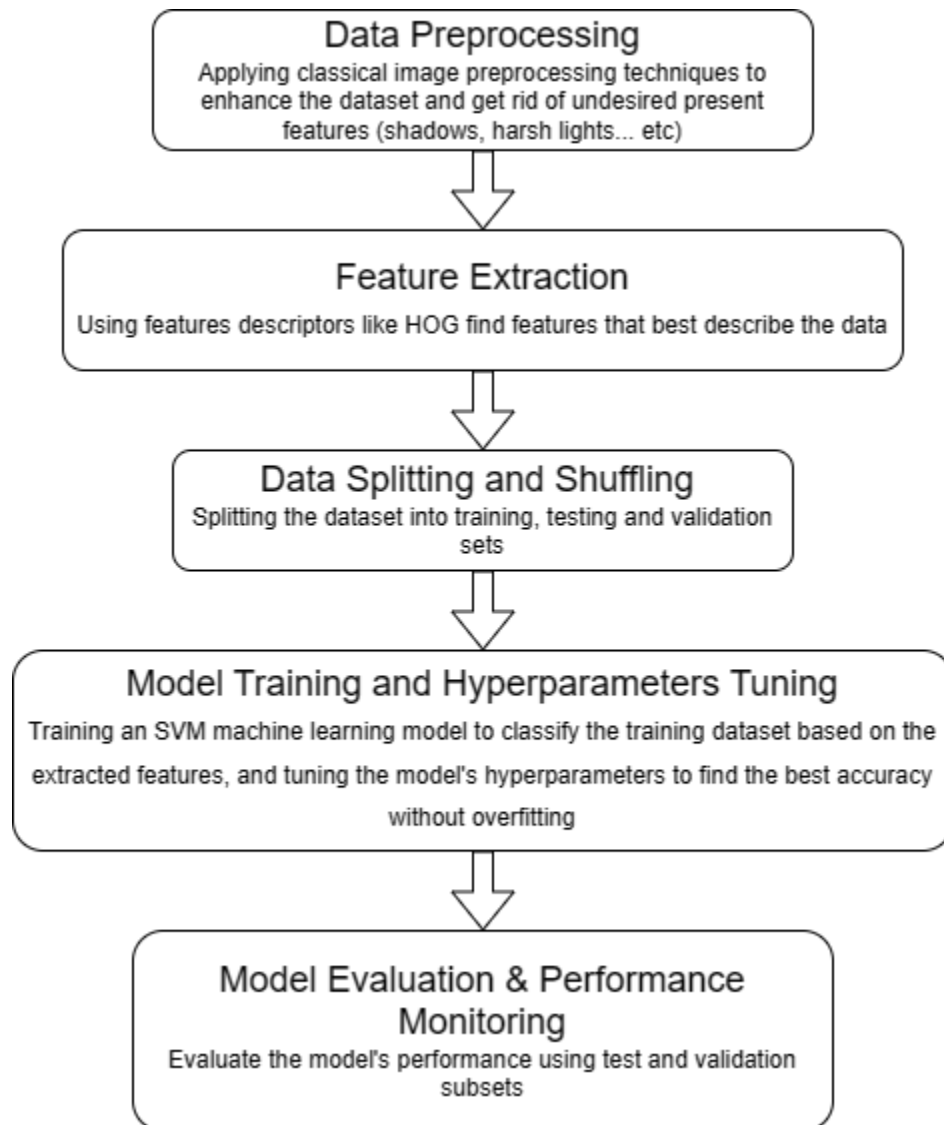 Data Preprocessing
Applying classical image preprocessing techniques to
enhance the dataset and get rid of undesired present
features (shadows, harsh lights... etc)
Feature Extraction
Using features descriptors like HOG find features that best describe the data
Data Splitting and Shuffling
Splitting the dataset into training, testing and validation
sets
Model Training and Hyperparameters Tuning
Training an SVM machine learning model to classify the training dataset based on the
extracted features, and tuning the model's hyperparameters to find the best accuracy
without overfitting
Model Evaluation & Performance
Monitoring
Evaluate the model's performance using test and validation
subsets